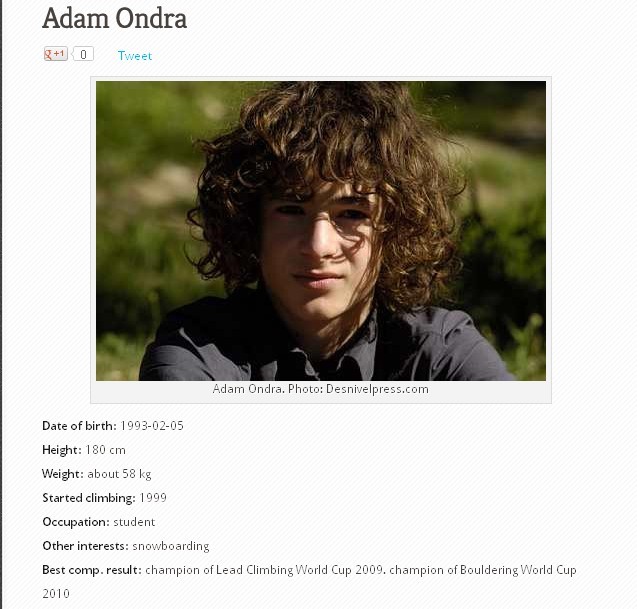 Adam Ondra
g +1 0 Tweet
Adam Ondra. Photo: Desnivelpress.com
Date of birth: 1993-02-05
Height: 180 cm
Weight: about 58 kg
Started climbing: 1999
Occupation: student
Other interests: snowboarding
Best comp. result: champion of Lead Climbing World Cup 2009. champion of Bouldering World Cup
2010